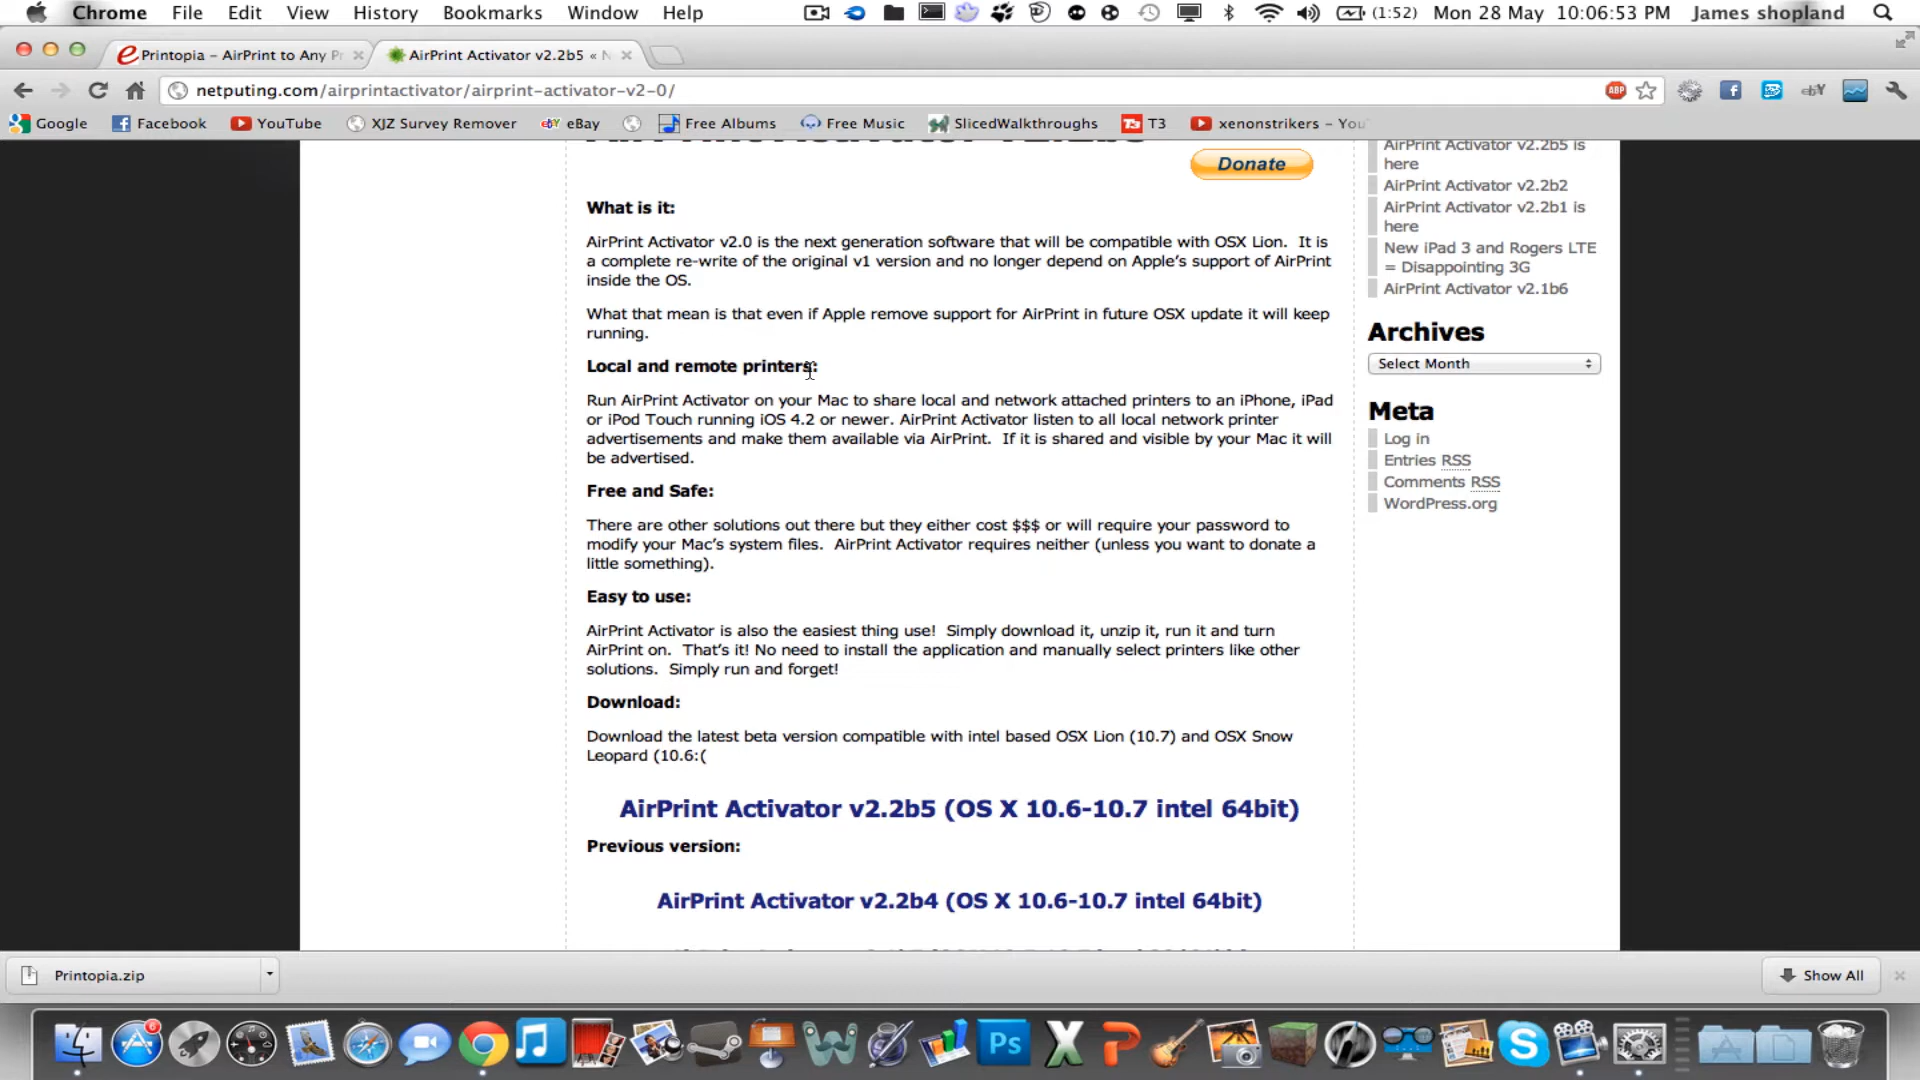 Chrome File Edit View History Bookmarks Window Help (1:52) Mon 28 May 10:06:53 PM James shopland
Printopia – AirPrint to Any Pr AirPrint Activator v2.2b5 « N
netputing.com/airprintactivator/airprint-activator-v2-0/ ABP
Google Facebook YouTube XJZ Survey Remover eBay Free Albums Free Music SlicedWalkthroughs T3 xenonstrikers – You
Donate
What is it:
AirPrint Activator v2.0 is the next generation software that will be compatible with OSX Lion. It is
a complete re-write of the original v1 version and no longer depend on Apple's support of AirPrint
inside the OS.
What that mean is that even if Apple remove support for AirPrint in future OSX update it will keep
running.
Local and remote printers:
Run AirPrint Activator on your Mac to share local and network attached printers to an iPhone, iPad
or iPod Touch running iOS 4.2 or newer. AirPrint Activator listen to all local network printer
advertisements and make them available via AirPrint. If it is shared and visible by your Mac it will
be advertised.
Free and Safe:
There are other solutions out there but they either cost $$$ or will require your password to
modify your Mac's system files. AirPrint Activator requires neither (unless you want to donate a
little something).
Easy to use:
AirPrint Activator is also the easiest thing use! Simply download it, unzip it, run it and turn
AirPrint on. That's it! No need to install the application and manually select printers like other
solutions. Simply run and forget!
Download:
Download the latest beta version compatible with intel based OSX Lion (10.7) and OSX Snow
Leopard (10.6:(
AirPrint Activator v2.2b5 (OS X 10.6-10.7 intel 64bit)
Previous version:
AirPrint Activator v2.2b4 (OS X 10.6-10.7 intel 64bit)
AirPrint Activator v2.2b5 is
here
AirPrint Activator v2.2b2
AirPrint Activator v2.2b1 is
here
New iPad 3 and Rogers LTE
= Disappointing 3G
AirPrint Activator v2.1b6
Archives
Select Month
Meta
Log in
Entries RSS
Comments RSS
WordPress.org
Printopia.zip Show All
6 Ps